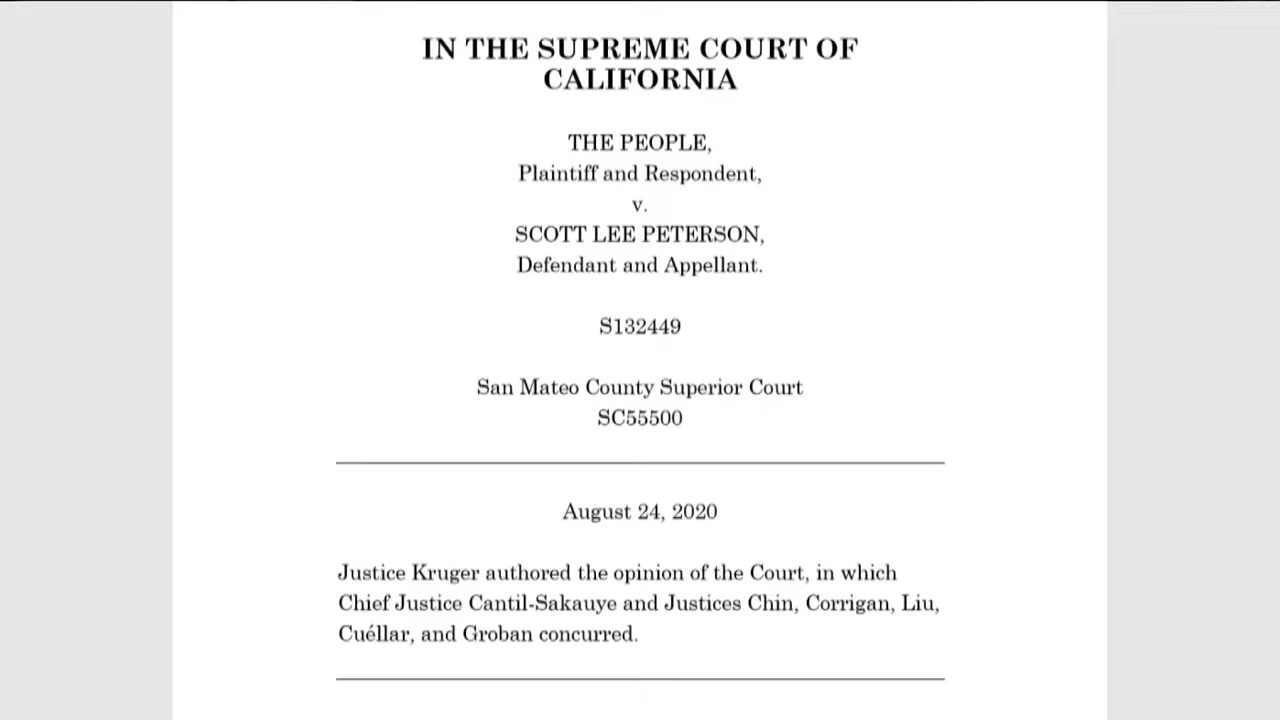 IN THE SUPREME COURT OF
CALIFORNIA
THE PEOPLE,
Plaintiff and Respondent,
v.
SCOTT LEE PETERSON,
Defendant and Appellant.
S132449
San Mateo County Superior Court
SC55500
August 24, 2020
Justice Kruger authored the opinion of the Court, in which
Chief Justice Cantil-Sakauye and Justices Chin, Corrigan, Liu,
Cuéllar, and Groban concurred.